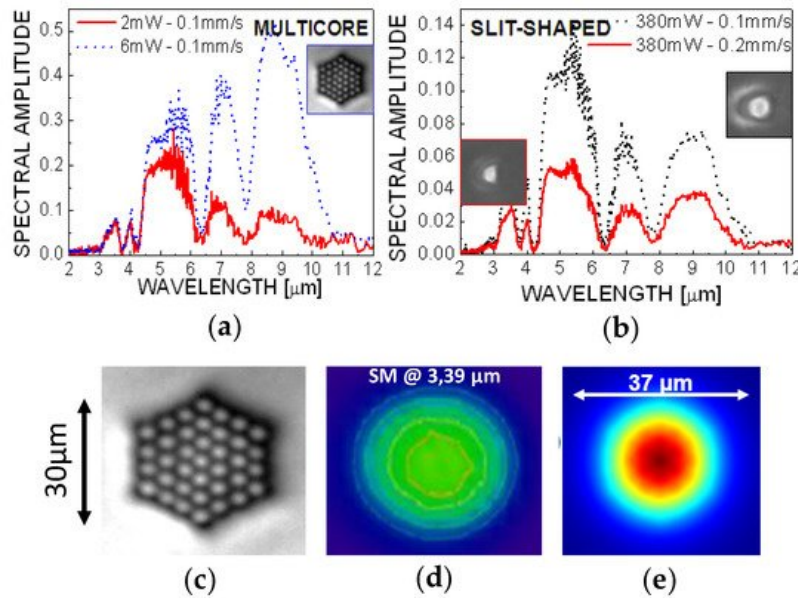 MULTICORE
2mW - 0.1mm/s
6mW - 0.1mm/s
SPECTRAL AMPLITUDE
0.5
0.4
0.3
0.2
0.1
0.0
2 3 4 5 6 7 8 9 10 11 12
WAVELENGTH [µm]
(a)
SLIT-SHAPED
380mW - 0.1mm/s
380mW - 0.2mm/s
SPECTRAL AMPLITUDE
0.14
0.12
0.10
0.08
0.06
0.04
0.02
0.00
2 3 4 5 6 7 8 9 10 11 12
WAVELENGTH [µm]
(b)
30µm
(c)
SM @ 3,39 µm
(d)
37 µm
(e)